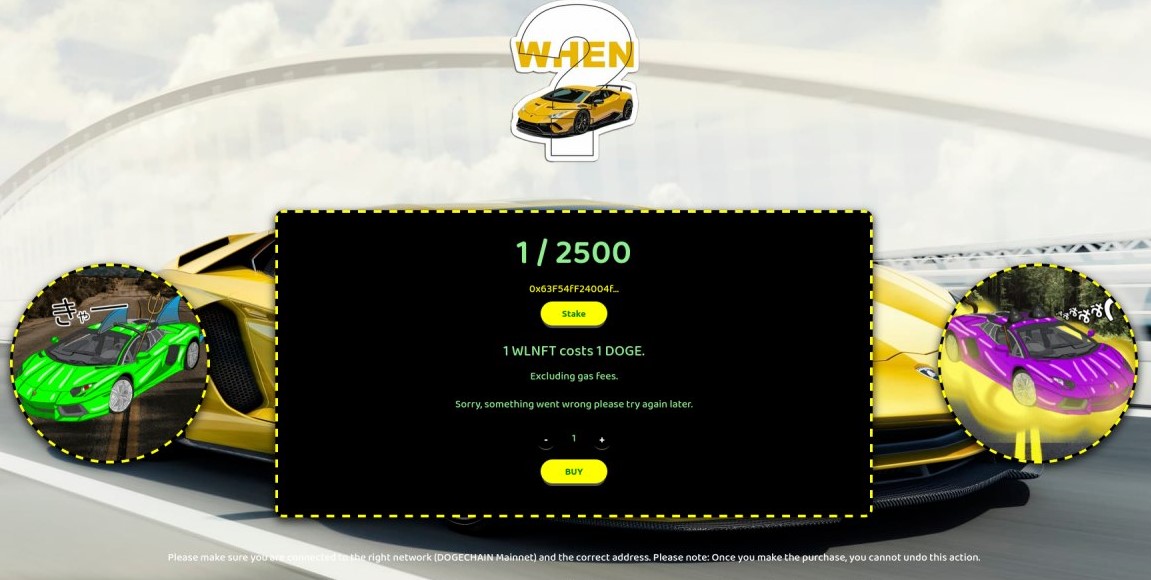 WHEN
?
1 / 2500
0x63F54fF24004f...
Stake
1 WLNFT costs 1 DOGE.
Excluding gas fees.
きゃー
Sorry, something went wrong please try again later.
- 1 +
BUY
Please make sure you are connected to the right network (DOGECHAIN Mainnet) and the correct address. Please note: Once you make the purchase, you cannot undo this action.